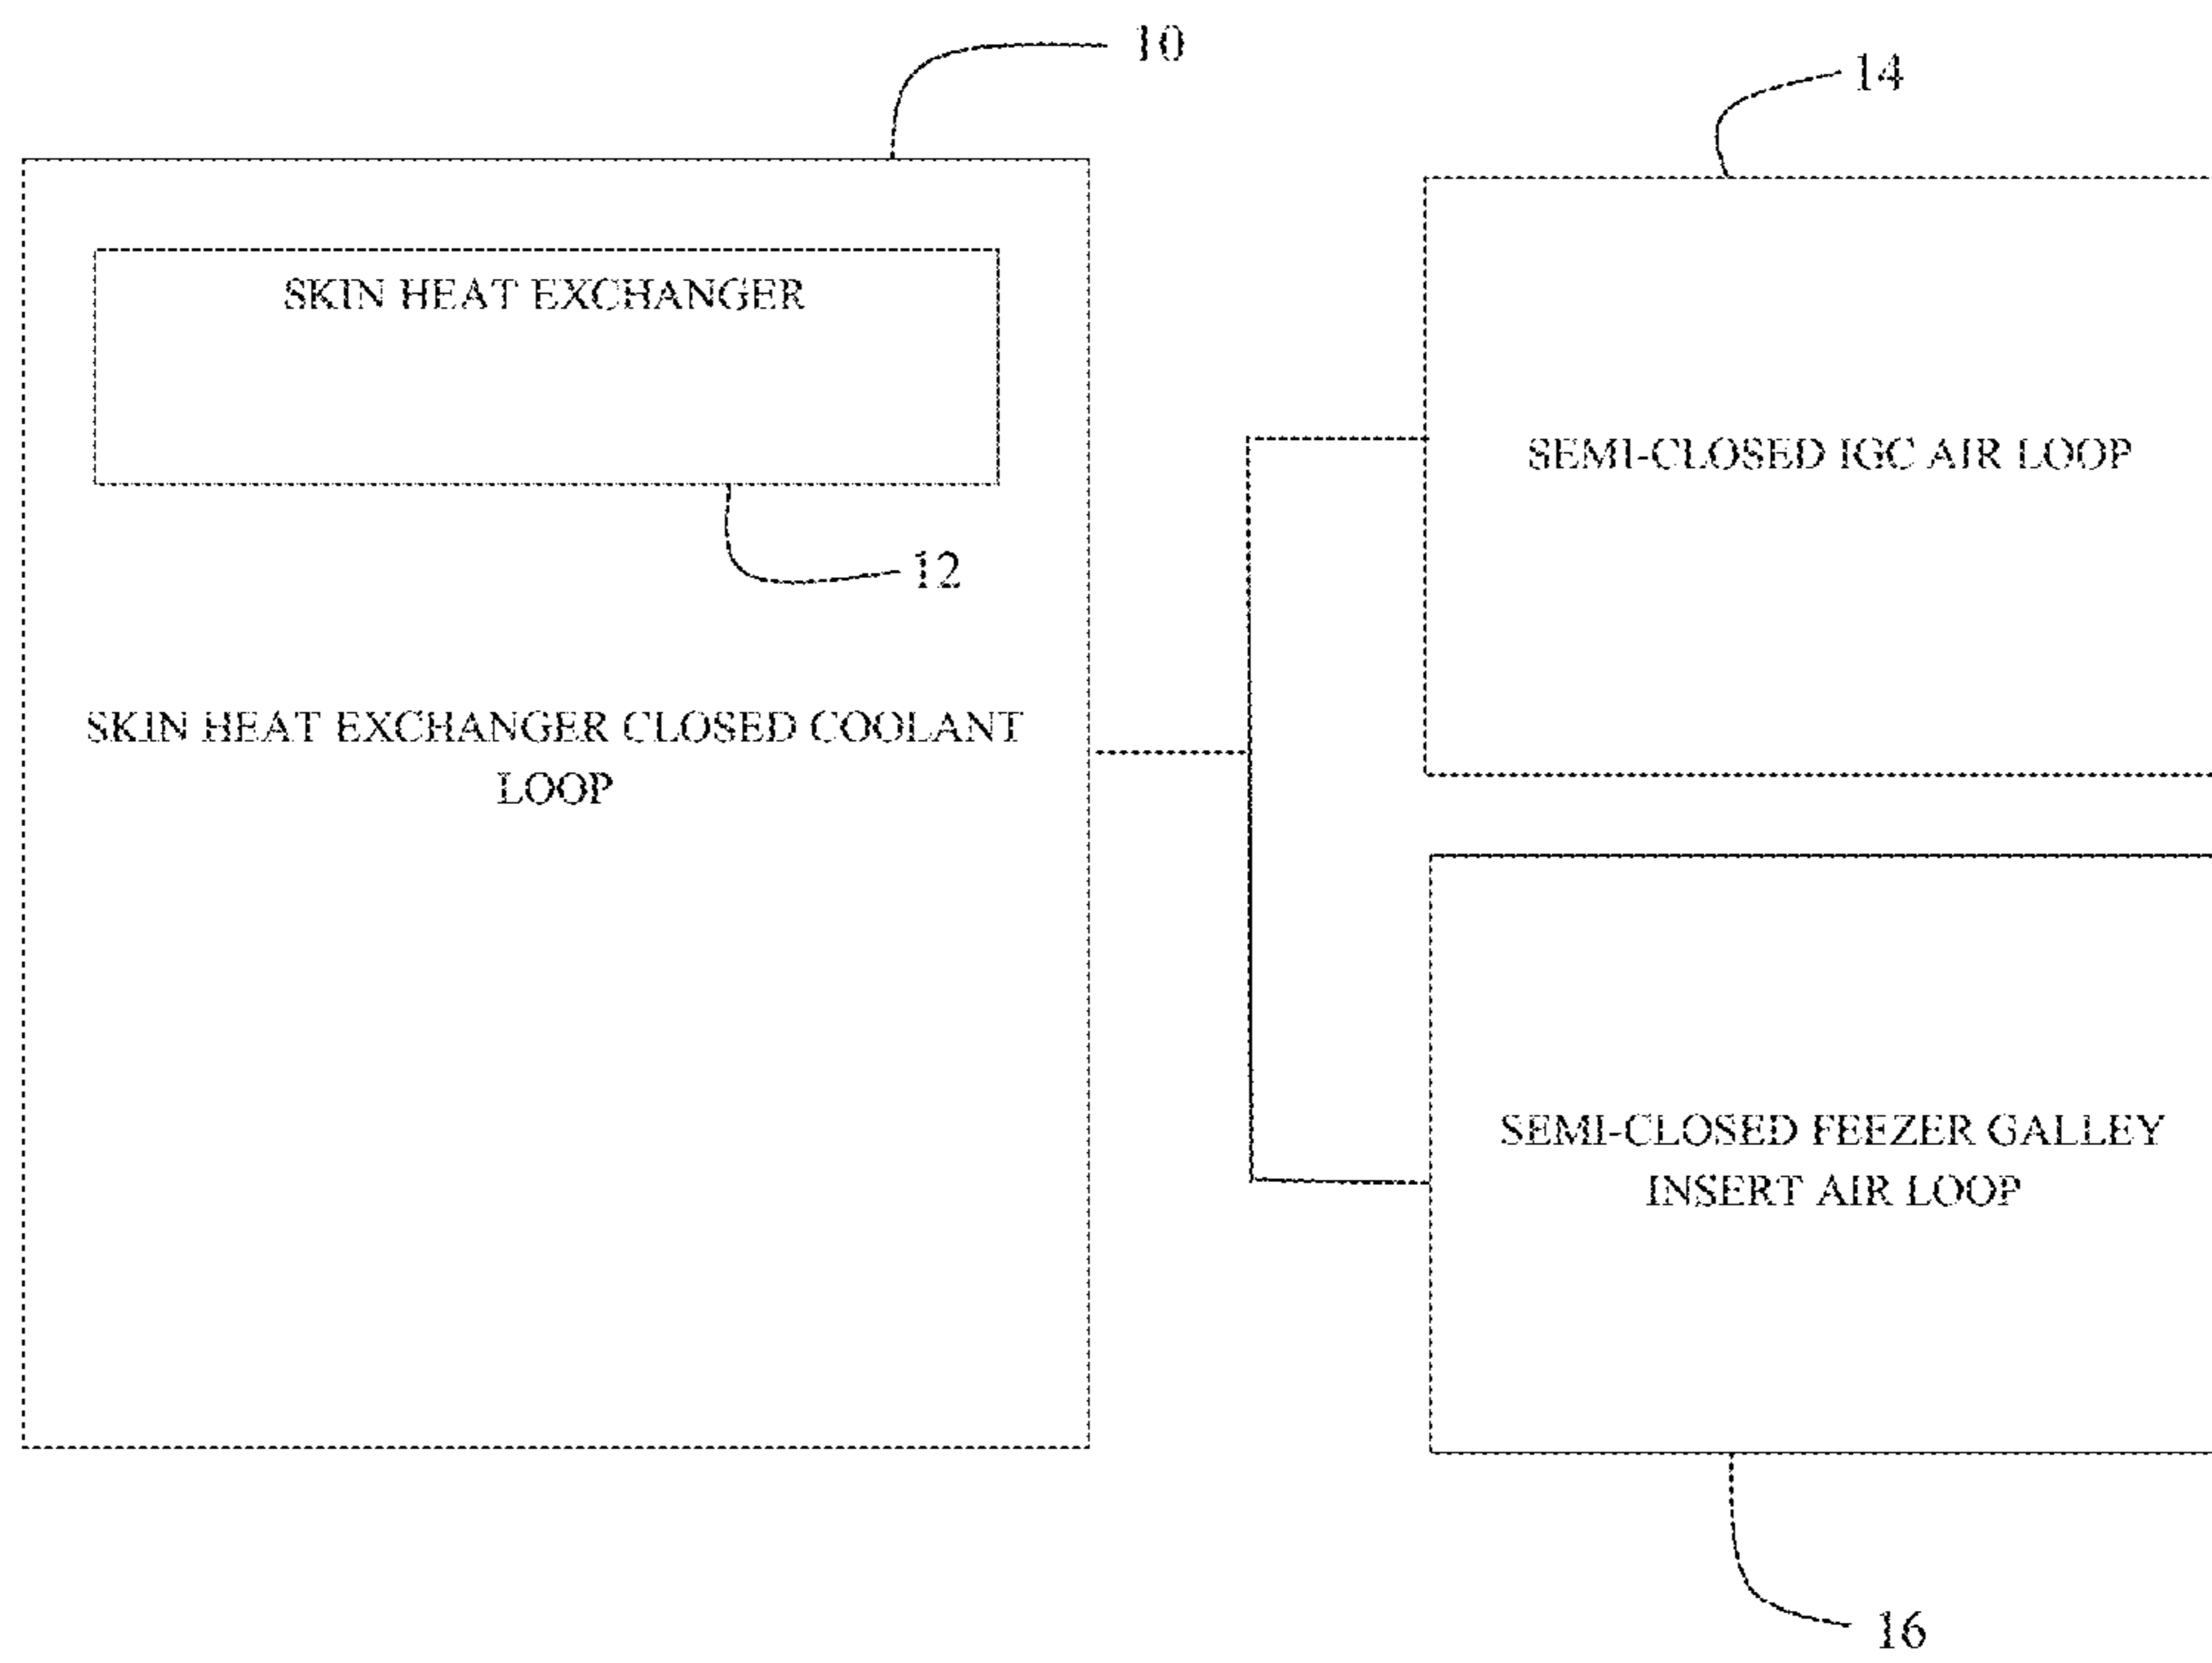 10
14
SKIN HEAT EXCHANGER
12
SKIN HEAT EXCHANGER CLOSED COOLANT
LOOP
SEMI-CLOSED IGC AIR LOOP
SEMI-CLOSED FEEZER GALLEY
INSERT AIR LOOP
16